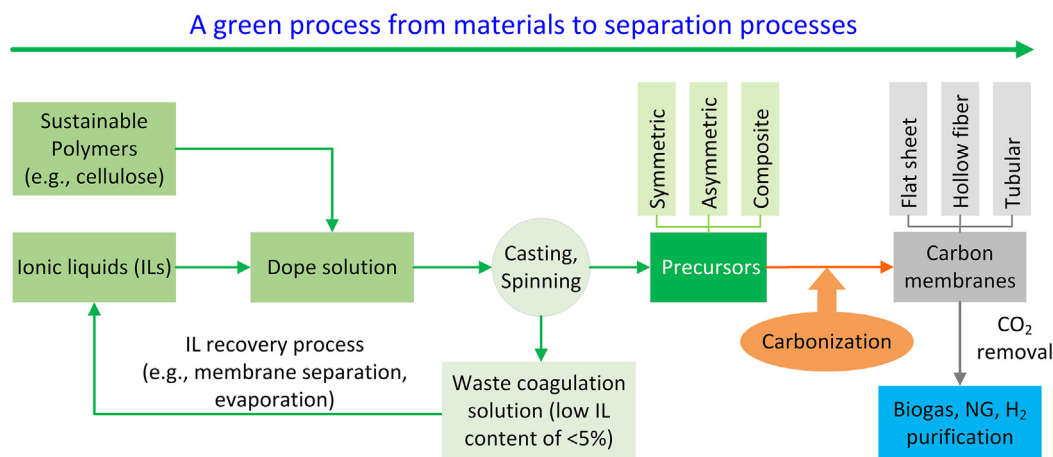 A green process from materials to separation processes
Sustainable
Polymers
(e.g., cellulose)
Ionic liquids (ILs)
Dope solution
Casting,
Spinning
Symmetric
Asymmetric
Composite
Precursors
Flat sheet
Hollow fiber
Tubular
Carbon
membranes
Carbonization
CO₂
removal
IL recovery process
(e.g., membrane separation,
evaporation)
Waste coagulation
solution (low IL
content of <5%)
Biogas, NG, H₂
purification